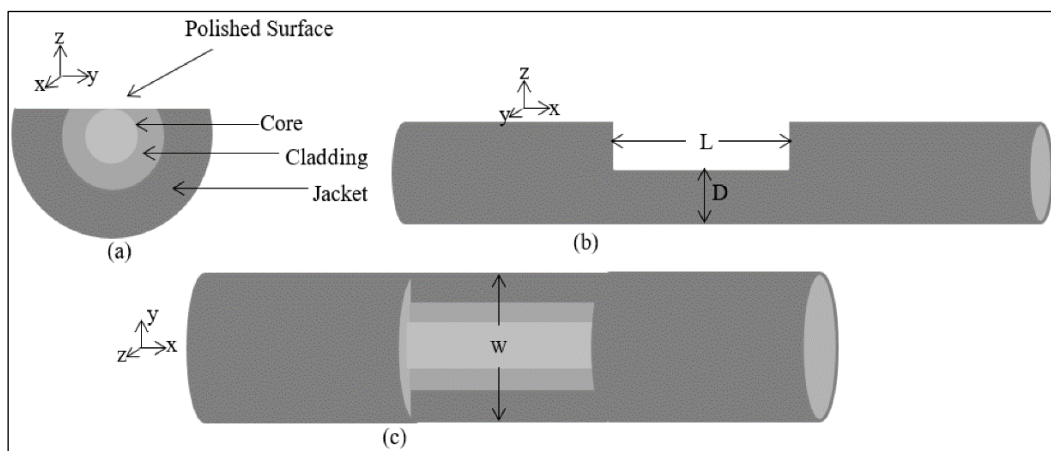 Polished Surface
z
x
y
Core
Cladding
Jacket
(a)
z
y
x
L
D
(b)
y
z
x
w
(c)